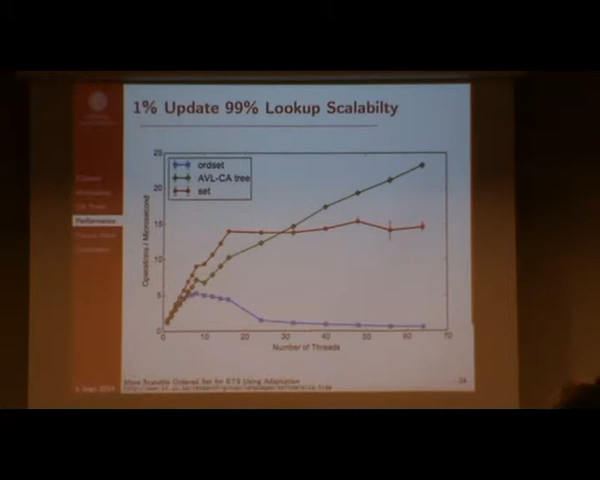 1% Update 99% Lookup Scalabilty
Performance
ordset
AVL-CA tree
set
Operations / Microsecond
25
20
15
10
5
0
0 10 20 30 40 50 60 70
Number of Threads
More Scalable Ordered Set for ETS Using Adaptation